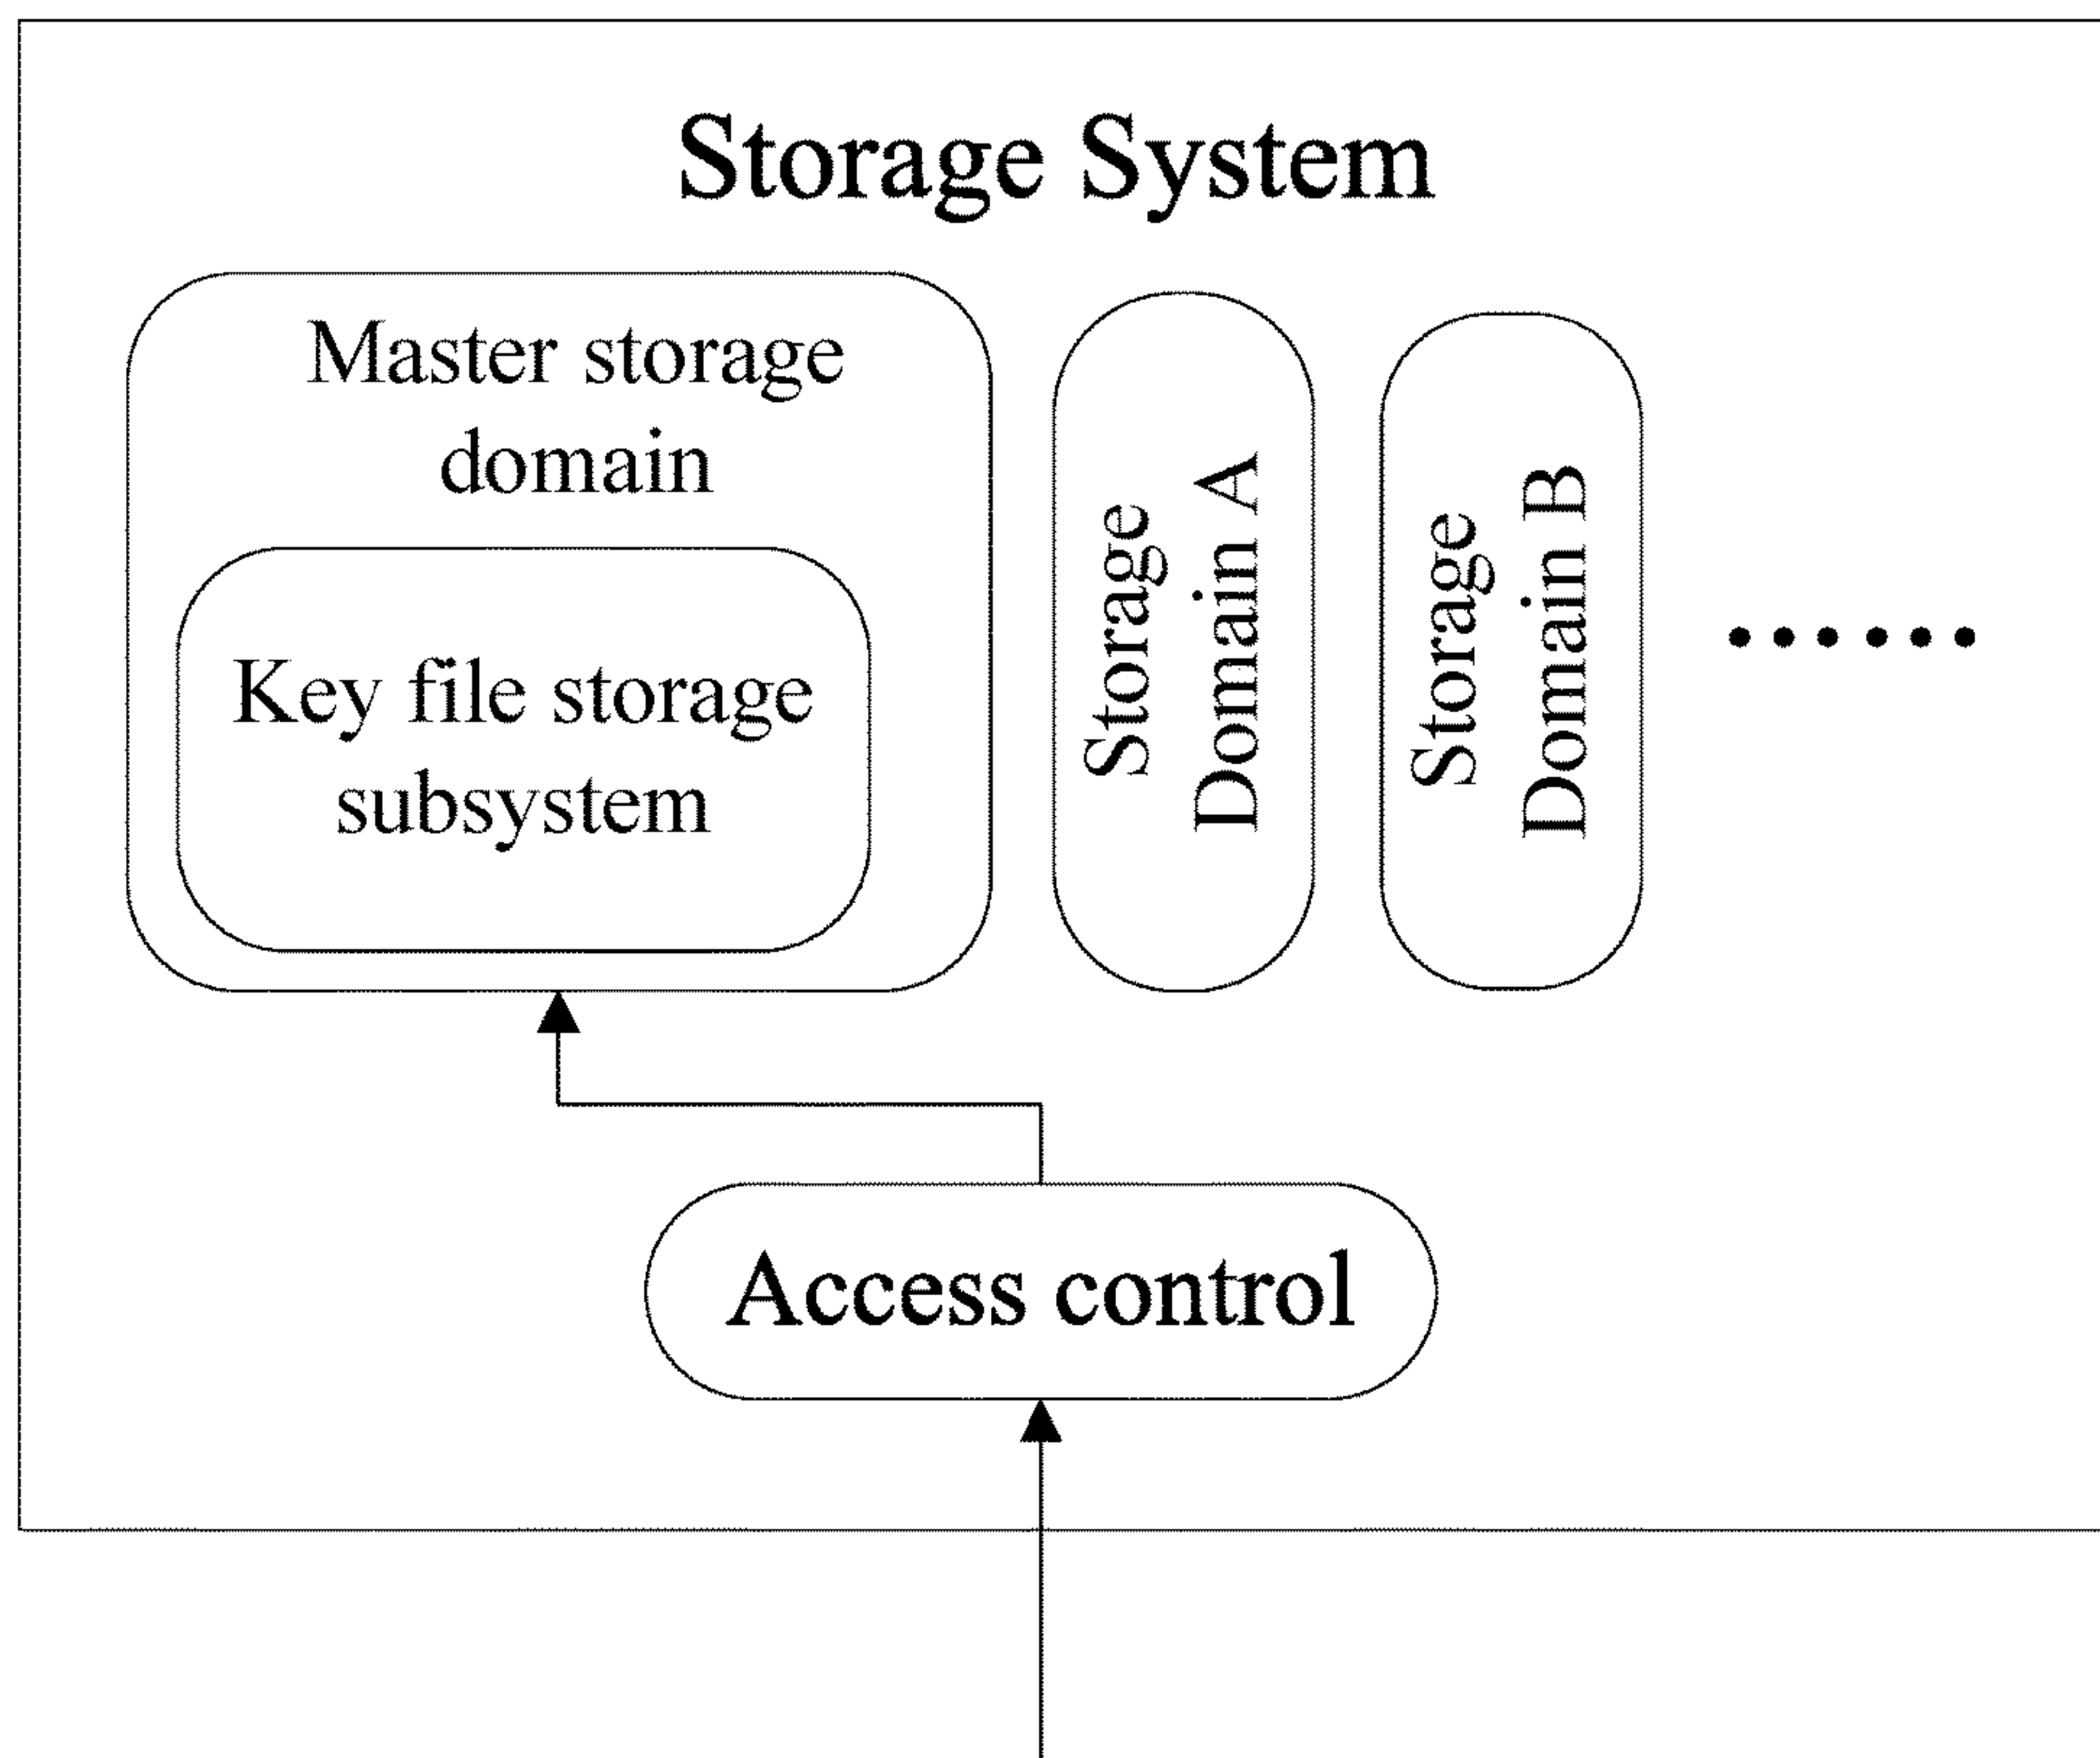 Storage System
Master storage
domain
Key file storage
subsystem
Storage
Domain A
Storage
Domain B
......
Access control